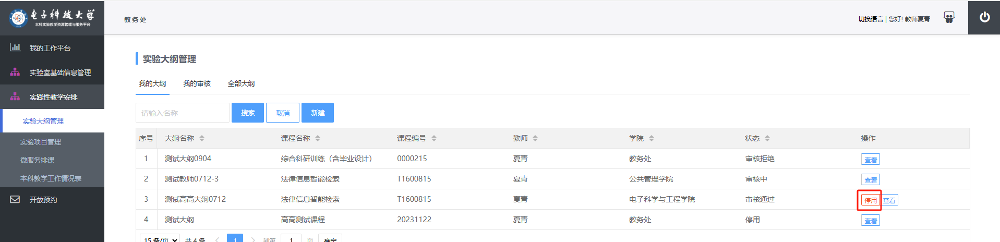 电子科技大学
本科实验教学资源管理与服务平台
教务处
切换语言 | 您好! 教师夏青
我的工作平台
实验室基础信息管理
实践性教学安排
实验大纲管理
实验项目管理
微服务排课
本科教学工作情况表
开放预约
实验大纲管理
我的大纲 我的审核 全部大纲
请输入名称 搜索 取消 新建
序号 大纲名称 课程名称 课程编号 教师 学院 状态 操作
1 测试大纲0904 综合科研训练（含毕业设计） 0000215 夏青 教务处 审核拒绝 查看
2 测试教师0712-3 法律信息智能检索 T1600815 夏青 公共管理学院 审核中 查看
3 测试高高大纲0712 法律信息智能检索 T1600815 夏青 电子科学与工程学院 审核通过 停用 查看
4 测试大纲 高高测试课程 20231122 夏青 教务处 停用 查看
15 条/页 共 4 条 1 到第 1 页 确定